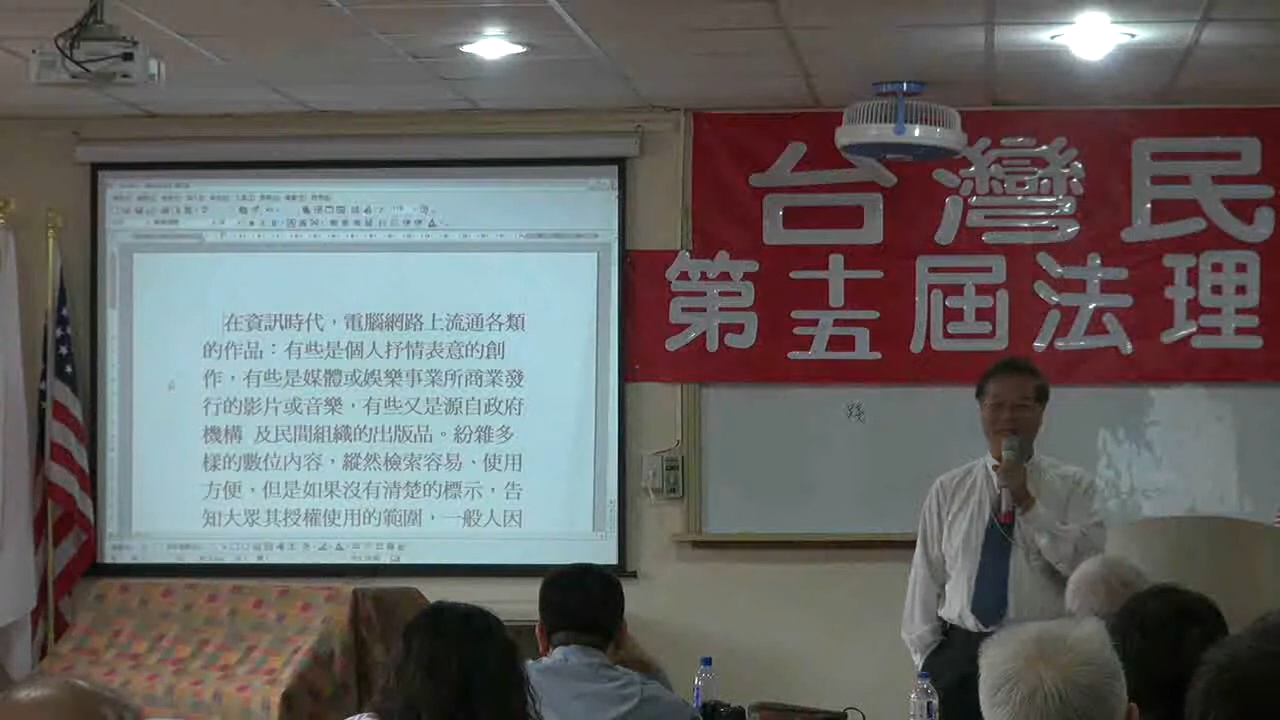 在資訊時代，電腦網路上流通各類
的作品：有些是個人抒情表意的創
作，有些是媒體或娛樂事業所商業發
行的影片或音樂，有些又是源自政府
機構 及民間組織的出版品。紛雜多
樣的數位內容，縱然檢索容易、使用
方便，但是如果沒有清楚的標示，告
知大眾其授權使用的範圍，一般人因
台灣民
第十五屆法理
踐